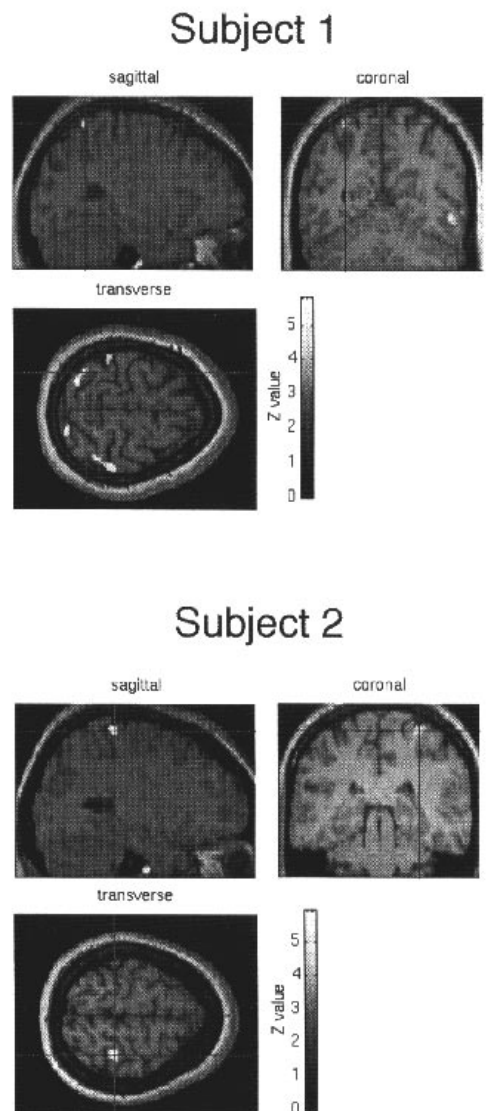 Subject 1
sagittal
coronal
transverse
5
4
3
2
1
0
Z value
Subject 2
sagittal
coronal
transverse
5
4
3
2
1
0
Z value